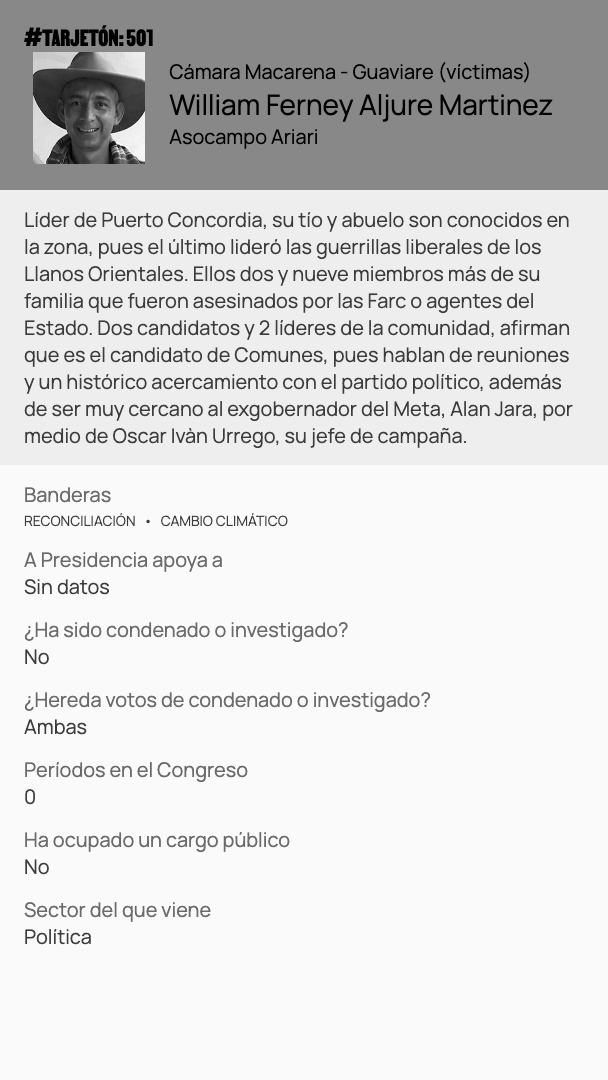 #TARJETÓN: 501
Cámara Macarena - Guaviare (víctimas)
William Ferney Aljure Martinez
Asocampo Ariari
Líder de Puerto Concordia, su tío y abuelo son conocidos en
la zona, pues el último lideró las guerrillas liberales de los
Llanos Orientales. Ellos dos y nueve miembros más de su
familia que fueron asesinados por las Farc o agentes del
Estado. Dos candidatos y 2 líderes de la comunidad, afirman
que es el candidato de Comunes, pues hablan de reuniones
y un histórico acercamiento con el partido político, además
de ser muy cercano al exgobernador del Meta, Alan Jara, por
medio de Oscar Ivàn Urrego, su jefe de campaña.
Banderas
RECONCILIACIÓN • CAMBIO CLIMÁTICO
A Presidencia apoya a
Sin datos
¿Ha sido condenado o investigado?
No
¿Hereda votos de condenado o investigado?
Ambas
Períodos en el Congreso
0
Ha ocupado un cargo público
No
Sector del que viene
Política